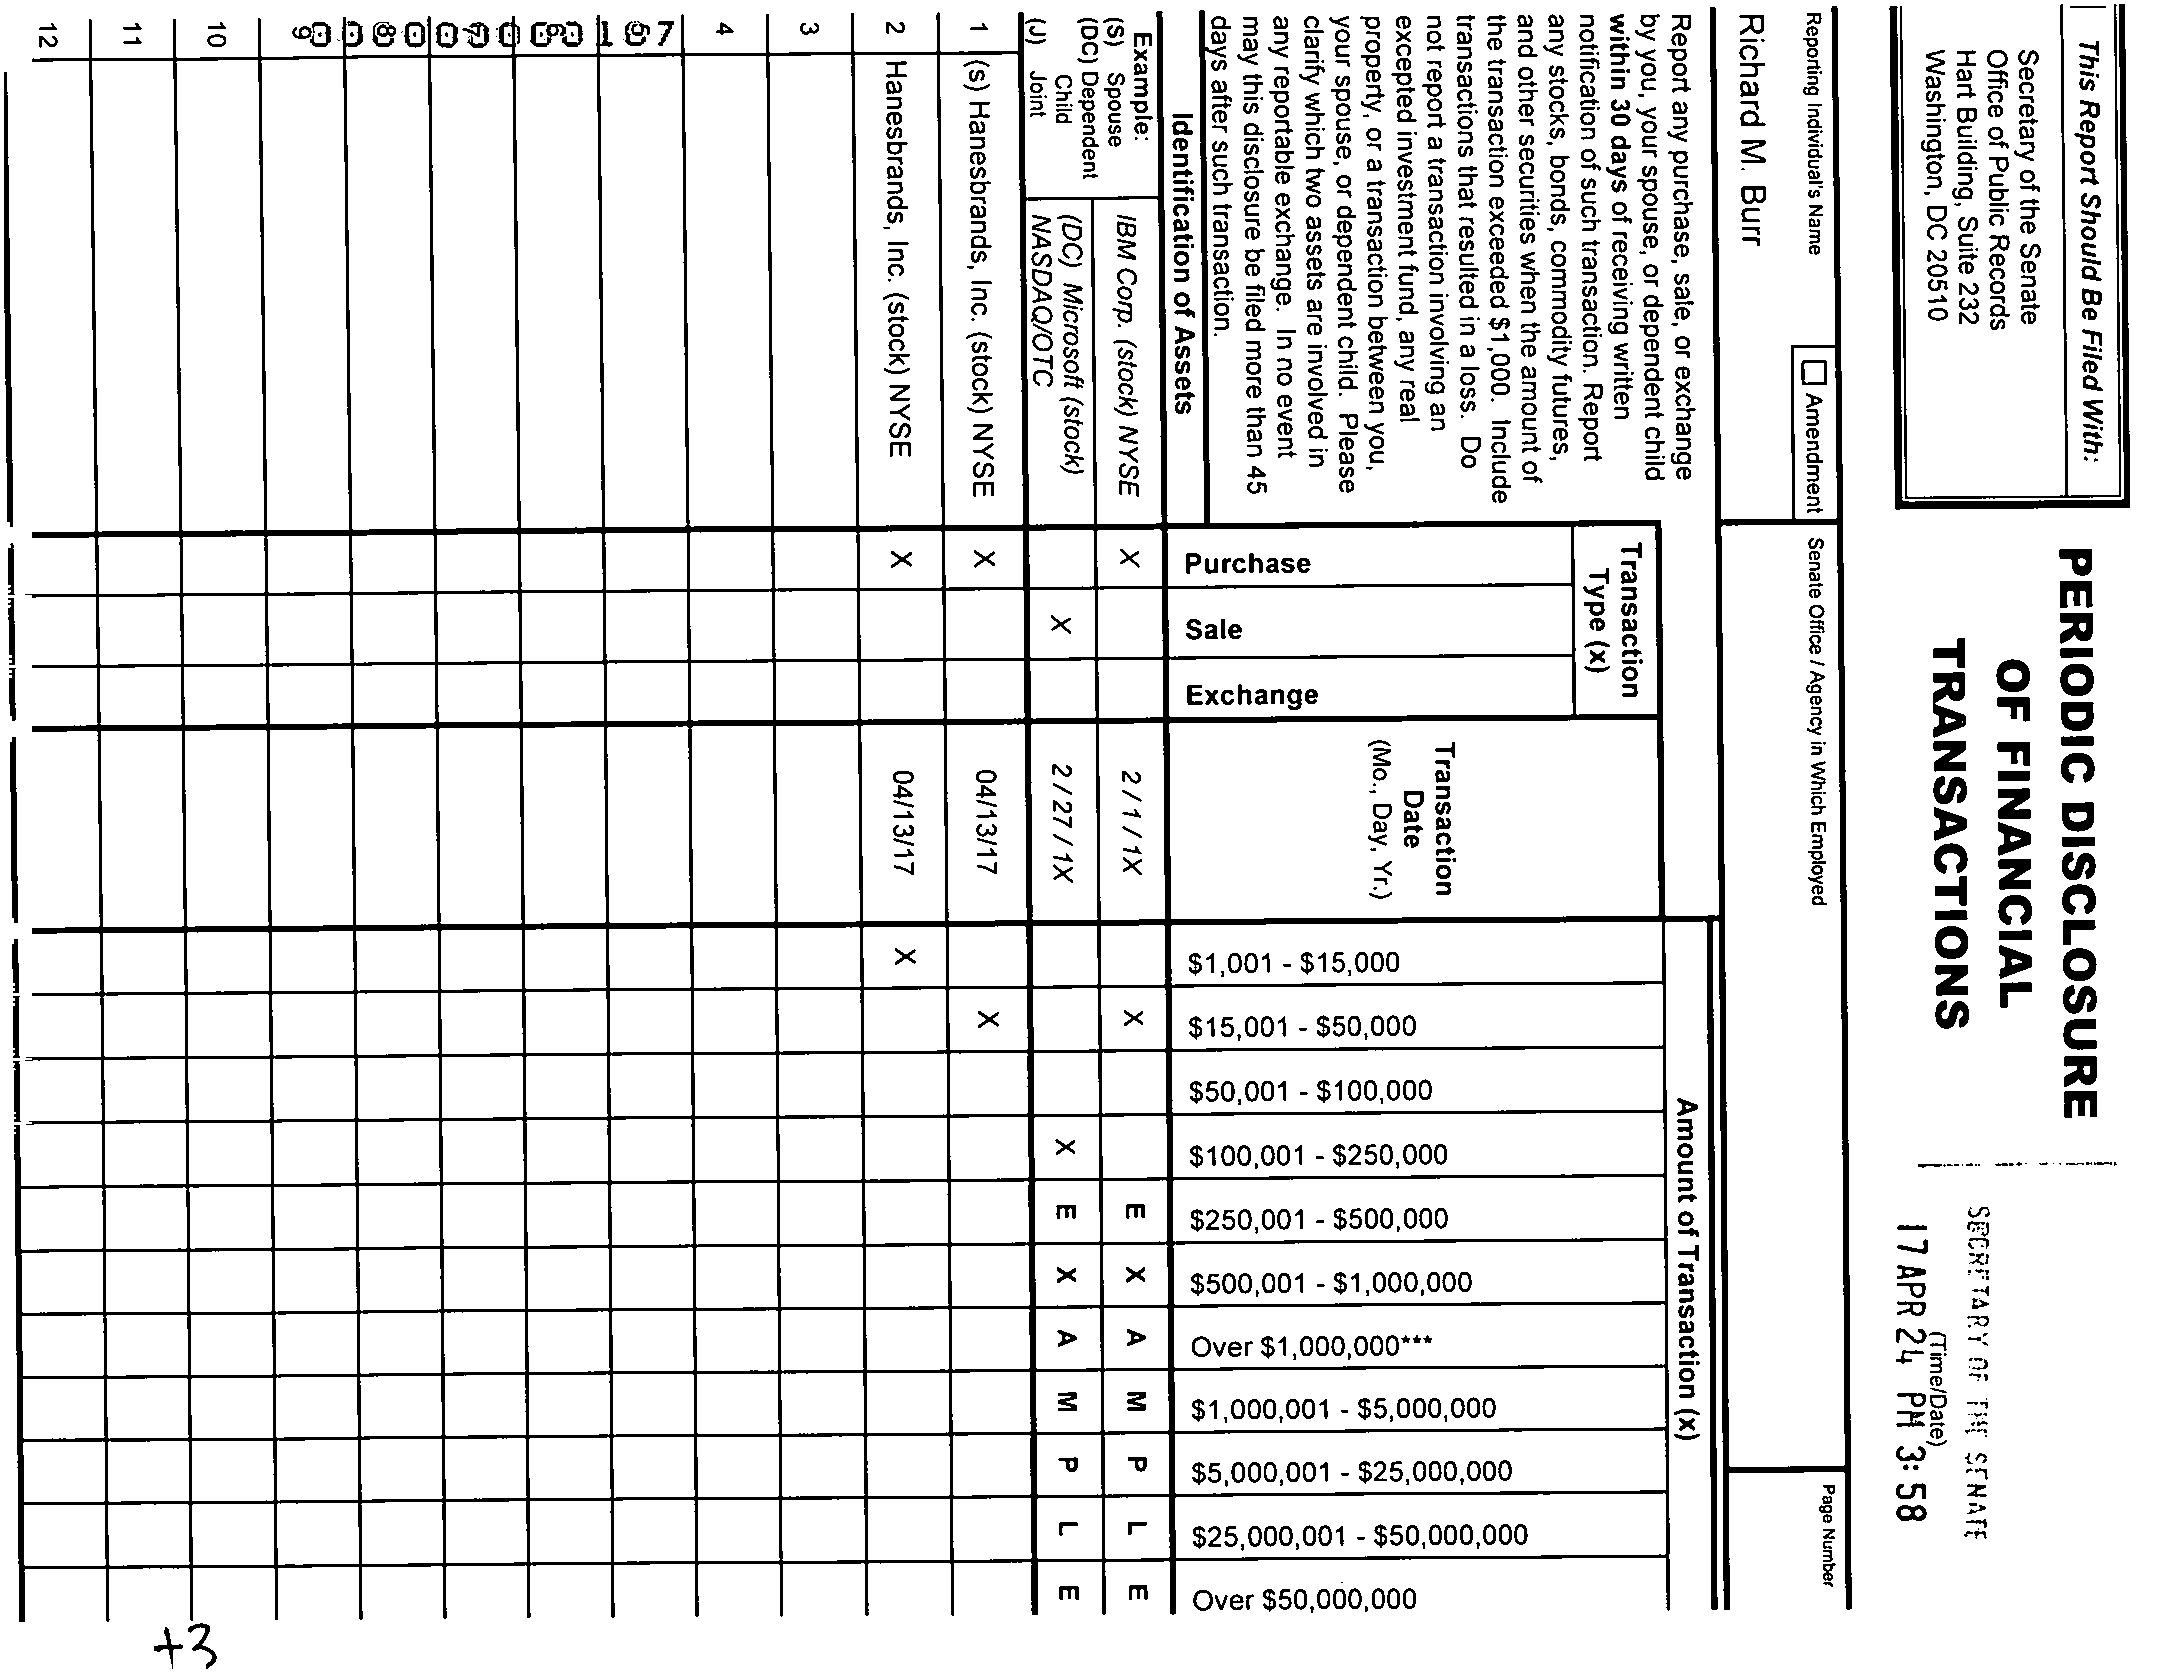 This Report Should Be Filed With:
Secretary of the Senate
Office of Public Records
Hart Building, Suite 232
Washington, DC 20510
PERIODIC DISCLOSURE
OF FINANCIAL
TRANSACTIONS
SECRETARY OF THE SENATE
(Time/Date)
17 APR 24 PM 3:58
Reporting Individual's Name
Amendment
Senate Office / Agency in Which Employed
Page Number
Richard M. Burr
Report any purchase, sale, or exchange
by you, your spouse, or dependent child
within 30 days of receiving written
notification of such transaction. Report
any stocks, bonds, commodity futures,
and other securities when the amount of
the transaction exceeded $1,000. Include
transactions that resulted in a loss. Do
not report a transaction involving an
excepted investment fund, any real
property, or a transaction between you,
your spouse, or dependent child. Please
clarify which two assets are involved in
any reportable exchange. In no event
may this disclosure be filed more than 45
days after such transaction.
Identification of Assets
Transaction
Type (x)
Purchase
Sale
Exchange
Transaction
Date
(Mo., Day, Yr.)
Amount of Transaction (x)
$1,001 - $15,000
$15,001 - $50,000
$50,001 - $100,000
$100,001 - $250,000
$250,001 - $500,000
$500,001 - $1,000,000
Over $1,000,000***
$1,000,001 - $5,000,000
$5,000,001 - $25,000,000
$25,000,001 - $50,000,000
Over $50,000,000
Example:
(S) Spouse
(DC) Dependent
Child
(J) Joint
IBM Corp. (stock) NYSE X 2 / 1 / 1X X E X A M P L E
(DC) Microsoft (stock)
NASDAQ/OTC X 2 / 27 / 1X X E X A M P L E
1 (s) Hanesbrands, Inc. (stock) NYSE X 04/13/17 X
2 Hanesbrands, Inc. (stock) NYSE X 04/13/17 X
3
4
10
11
12
+3